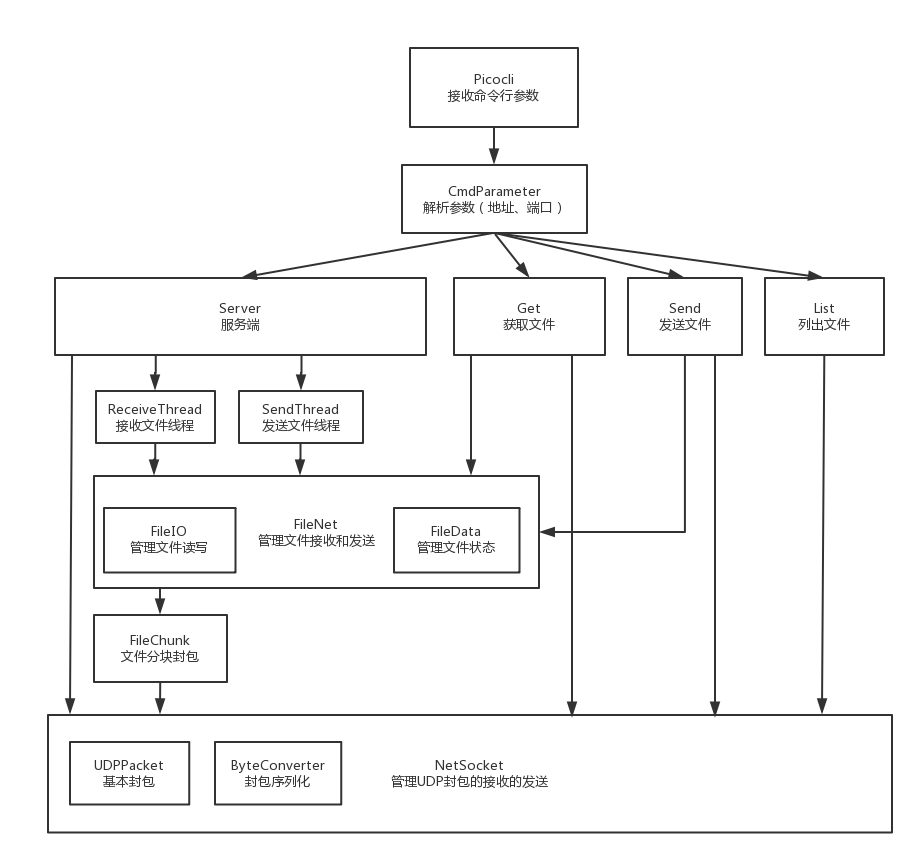 Picocli
接收命令行参数
CmdParameter
解析参数（地址、端口）
Server
服务端
Get
获取文件
Send
发送文件
List
列出文件
ReceiveThread
接收文件线程
SendThread
发送文件线程
FileIO
管理文件读写
FileNet
管理文件接收和发送
FileData
管理文件状态
FileChunk
文件分块封包
UDPPacket
基本封包
ByteConverter
封包序列化
NetSocket
管理UDP封包的接收的发送